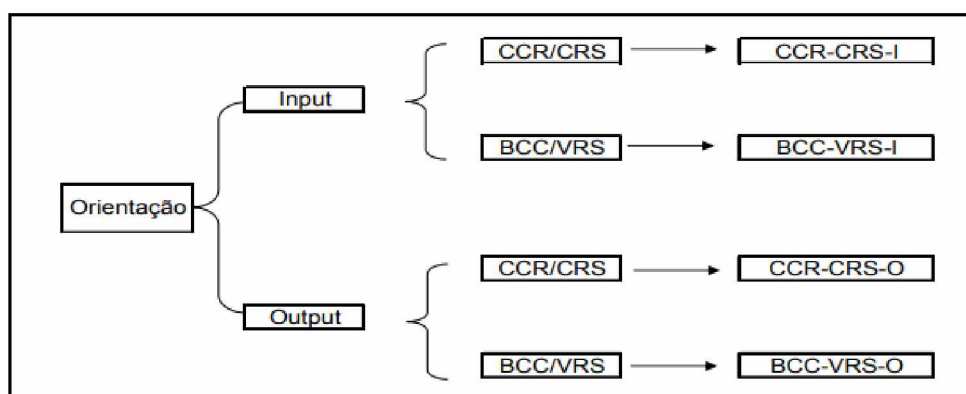 CCR/CRS
CCR-CRS-I
Input
BCC/VRS
BCC-VRS-I
Orientação
CCR/CRS
CCR-CRS-O
Output
BCC/VRS
BCC-VRS-O